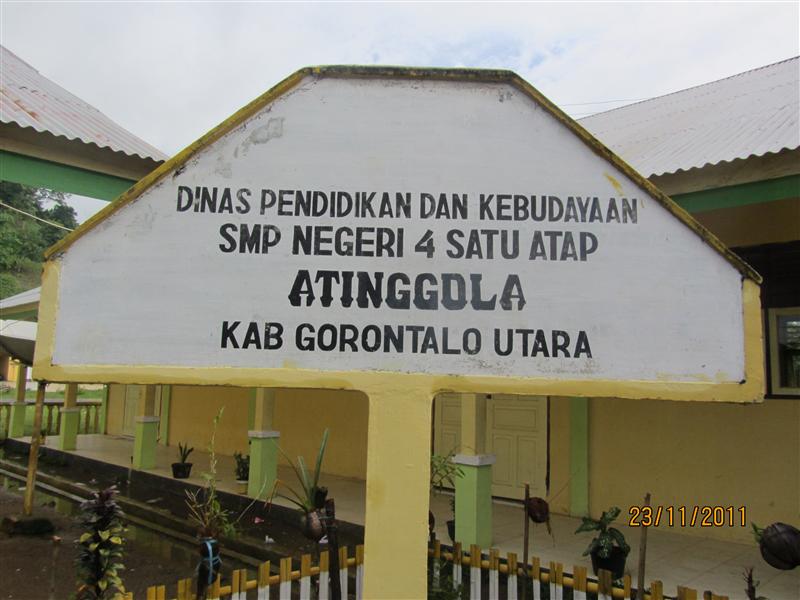 DINAS PENDIDIKAN DAN KEBUDAYAAN
SMP NEGERI 4 SATU ATAP
ATINGGOLA
KAB GORONTALO UTARA
23/11/2011